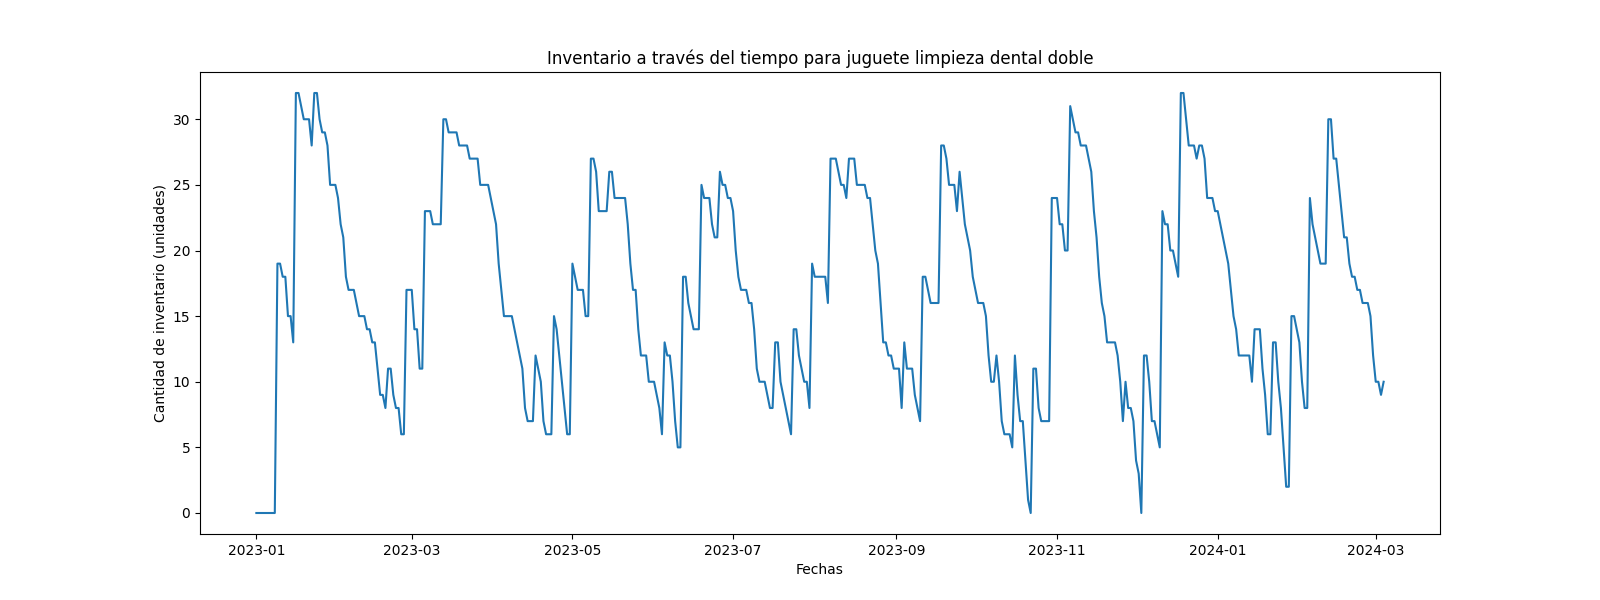 Inventario a través del tiempo para juguete limpieza dental doble
Cantidad de inventario (unidades)
30
25
20
15
10
5
0
2023-01 2023-03 2023-05 2023-07 2023-09 2023-11 2024-01 2024-03
Fechas